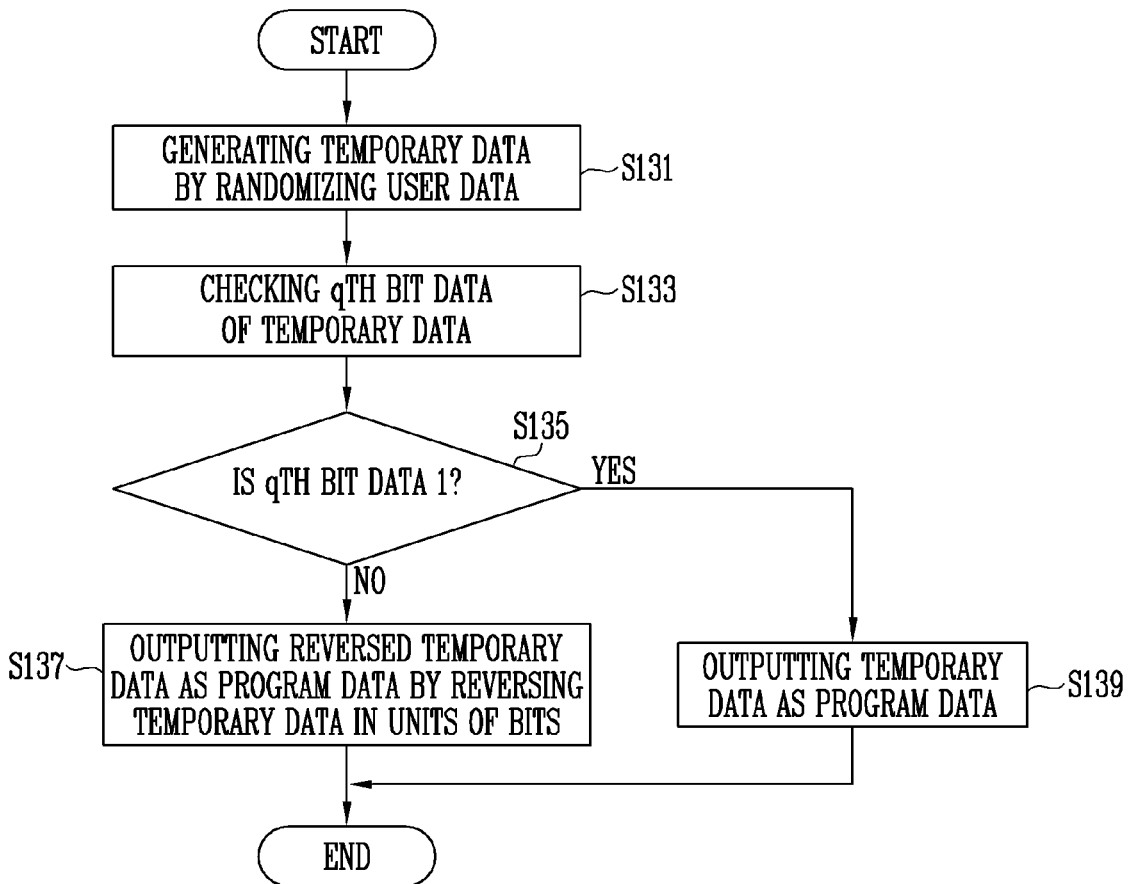 START
GENERATING TEMPORARY DATA
BY RANDOMIZING USER DATA
S131
CHECKING qTH BIT DATA
OF TEMPORARY DATA
S133
S135
IS qTH BIT DATA 1?
YES
NO
S137
OUTPUTTING REVERSED TEMPORARY
DATA AS PROGRAM DATA BY REVERSING
TEMPORARY DATA IN UNITS OF BITS
OUTPUTTING TEMPORARY
DATA AS PROGRAM DATA
S139
END